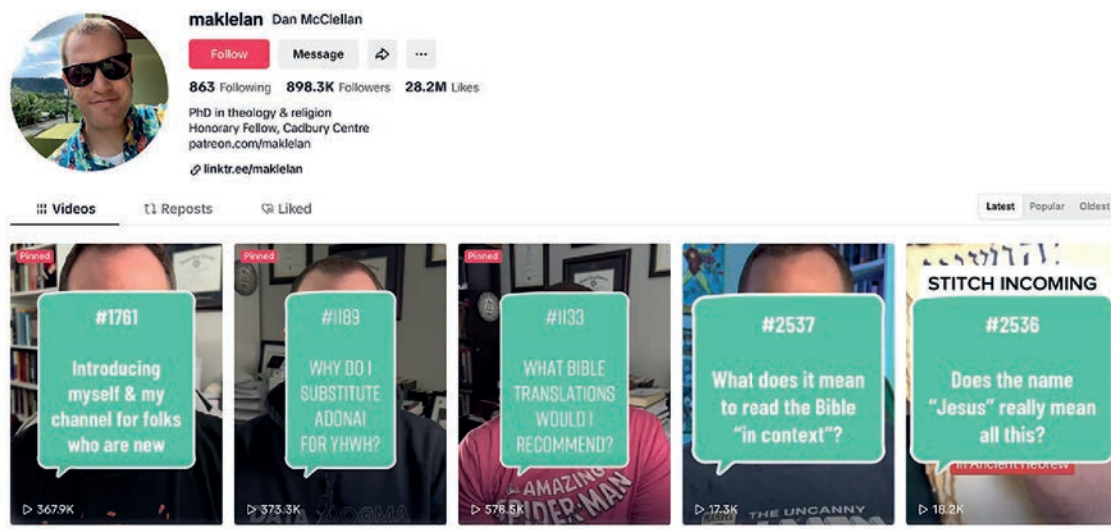 maklelan Dan McClellan
Follow Message ...
863 Following 898.3K Followers 28.2M Likes
PhD in theology & religion
Honorary Fellow, Cadbury Centre
patreon.com/maklelan
linktr.ee/maklelan
Videos Reposts Liked
Latest Popular Oldest
Pinned
#1761
Introducing
myself & my
channel for folks
who are new
367.9K
Pinned
#1189
WHY DO I
SUBSTITUTE
ADONAI
FOR YHWH?
373.3K
Pinned
#1133
WHAT BIBLE
TRANSLATIONS
WOULD I
RECOMMEND?
the AMAZING
SPIDER-MAN
578.5K
#2537
What does it mean
to read the Bible
“in context”?
THE UNCANNY
17.3K
STITCH INCOMING
#2536
Does the name
“Jesus” really mean
all this?
in Ancient Hebrew
18.2K